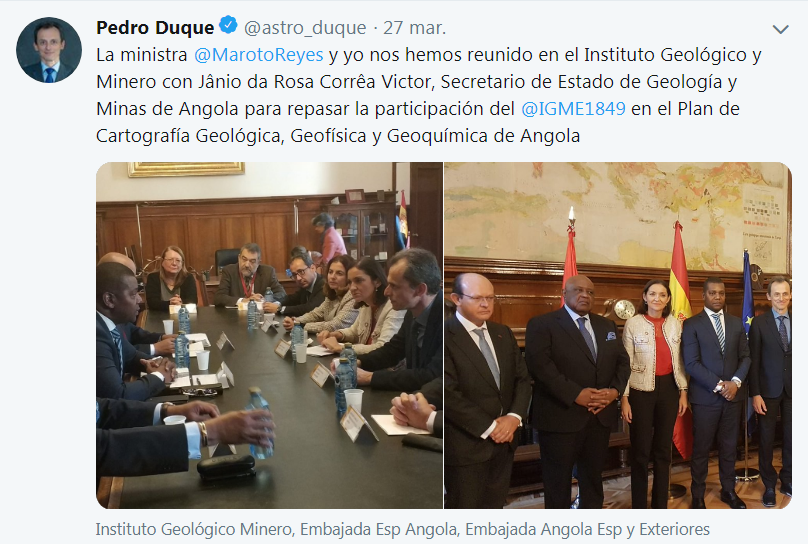 Pedro Duque @astro_duque · 27 mar.
La ministra @MarotoReyes y yo nos hemos reunido en el Instituto Geológico y
Minero con Jânio da Rosa Corrêa Victor, Secretario de Estado de Geología y
Minas de Angola para repasar la participación del @IGME1849 en el Plan de
Cartografía Geológica, Geofísica y Geoquímica de Angola
Instituto Geológico Minero, Embajada Esp Angola, Embajada Angola Esp y Exteriores